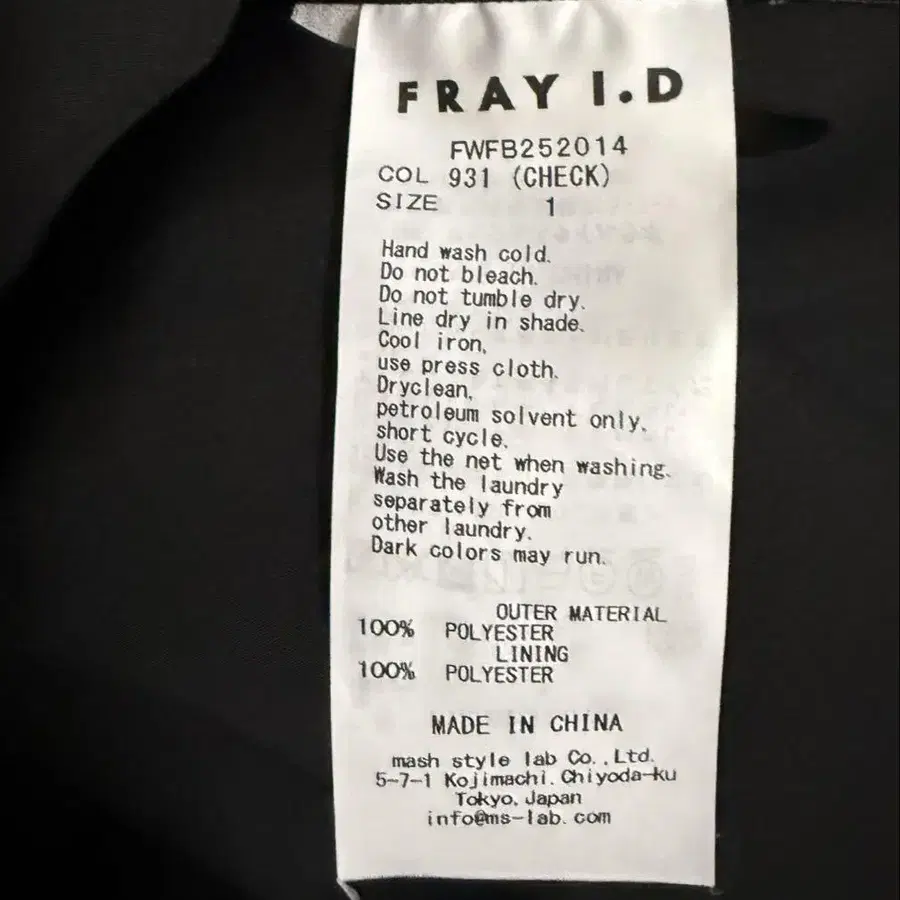 FRAY I.D
FWFB252014
COL 931 (CHECK)
SIZE 1
Hand wash cold.
Do not bleach.
Do not tumble dry.
Line dry in shade.
Cool iron,
use press cloth.
Dryclean,
petroleum solvent only,
short cycle.
Use the net when washing.
Wash the laundry
separately from
other laundry.
Dark colors may run.
OUTER MATERIAL
100% POLYESTER
LINING
100% POLYESTER
MADE IN CHINA
mash style lab Co.,Ltd.
5-7-1 Kojimachi. Chiyoda-ku
Tokyo, Japan
info@ms-lab.com